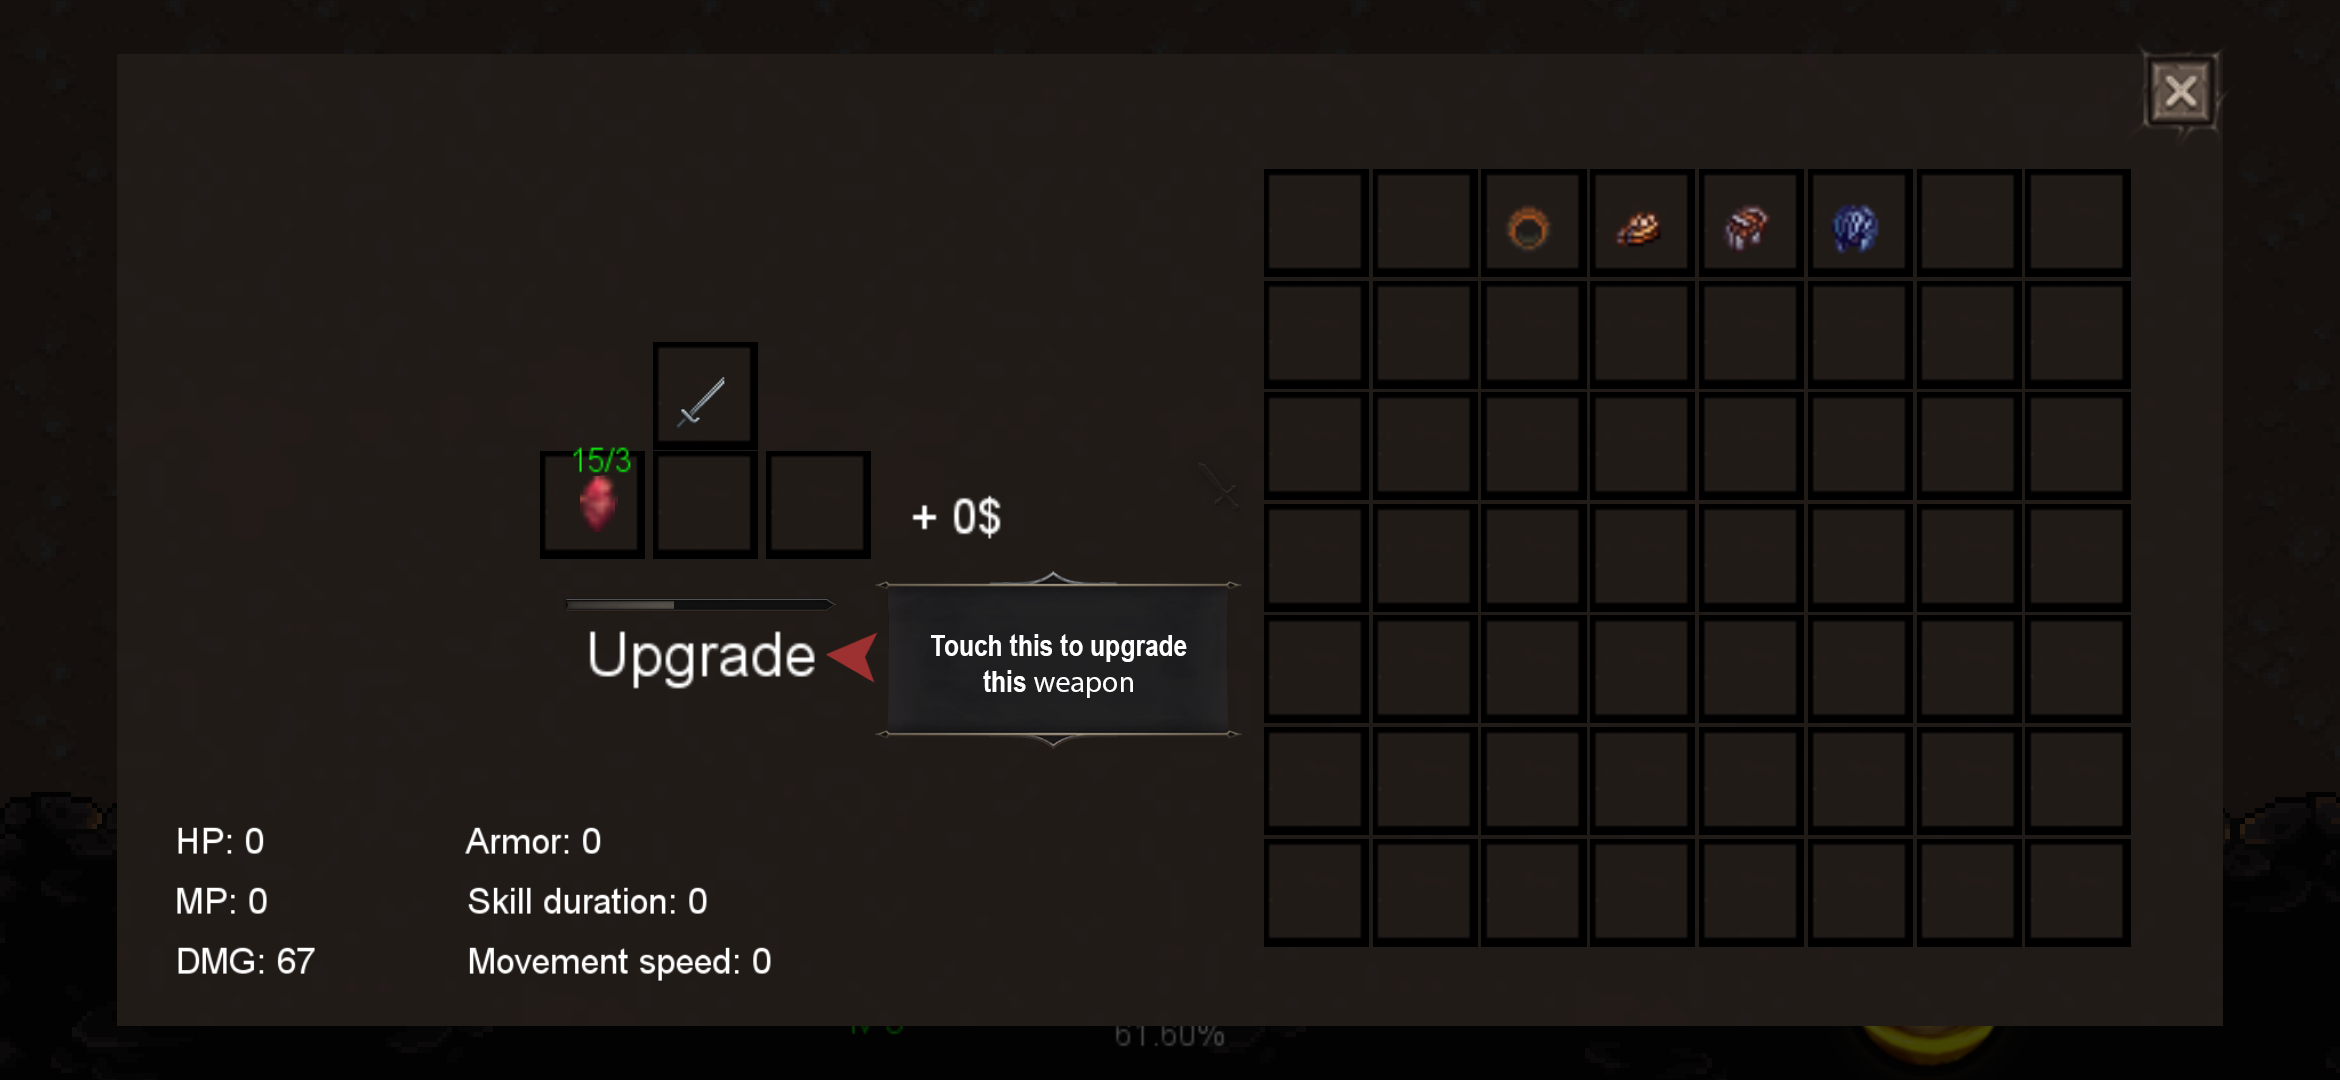 15/3
+ 0$
Upgrade
Touch this to upgrade
this weapon
HP: 0
Armor: 0
MP: 0
Skill duration: 0
DMG: 67
Movement speed: 0
61.60%